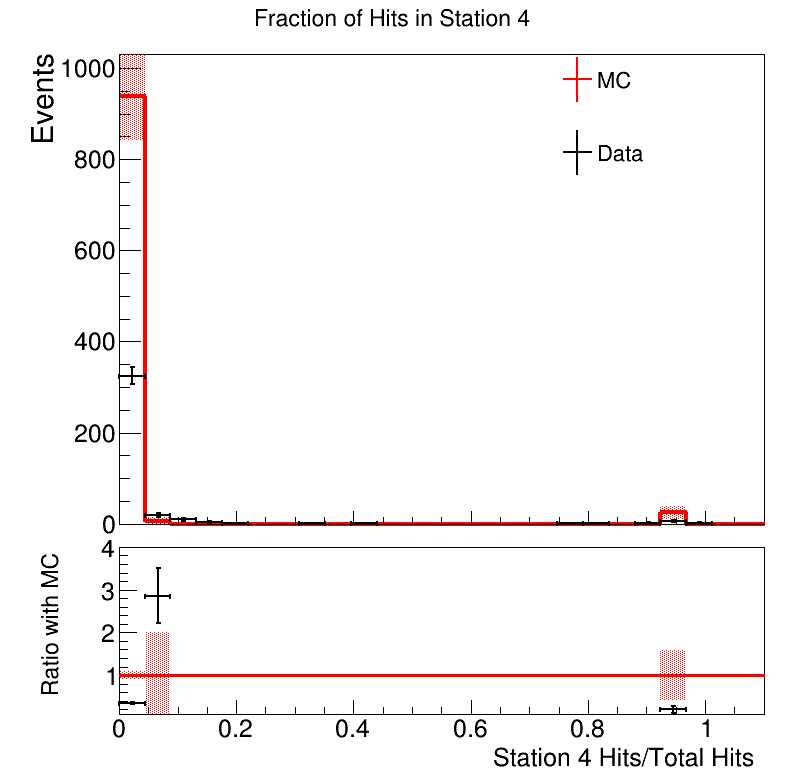 Fraction of Hits in Station 4
Events
1000
800
600
400
200
0
MC
Data
Ratio with MC
4
3
2
1
0
0.2
0.4
0.6
0.8
1
Station 4 Hits/Total Hits